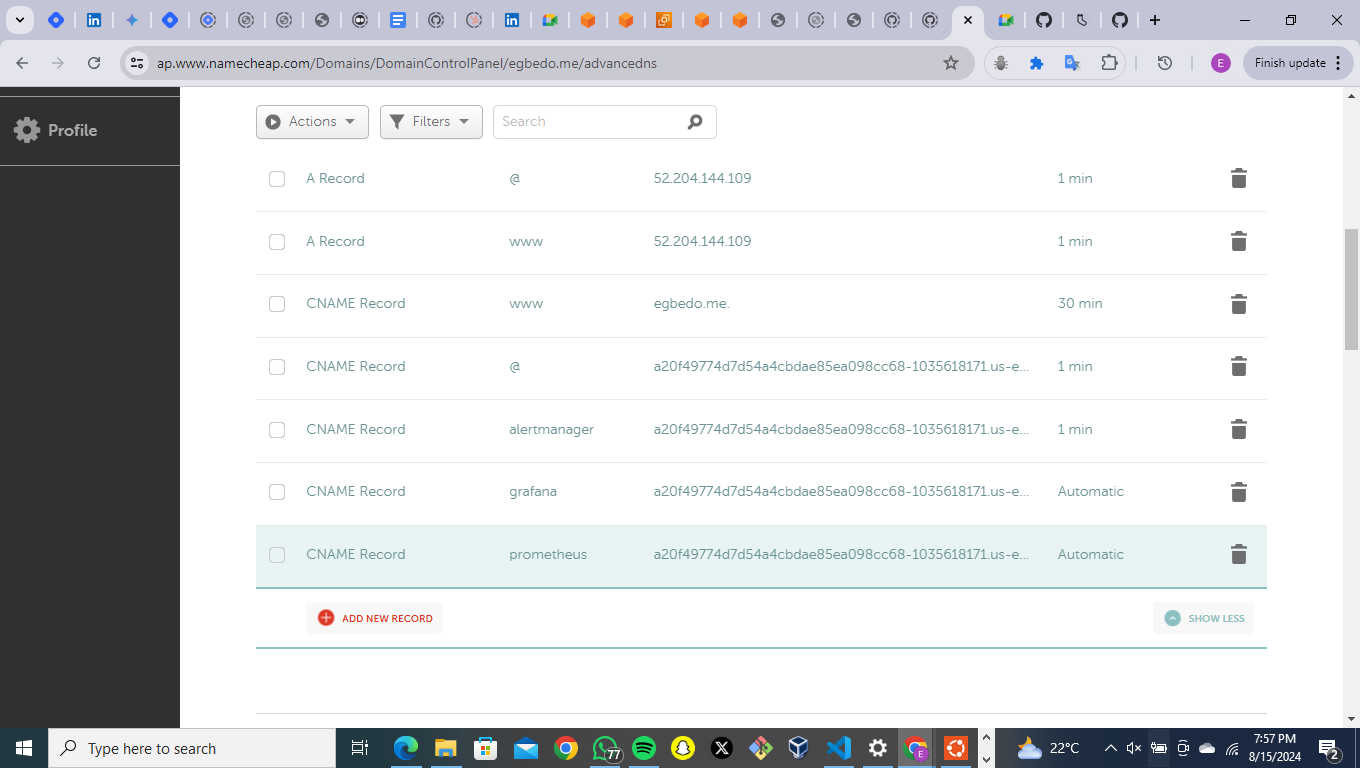 ap.www.namecheap.com/Domains/DomainControlPanel/egbedo.me/advancedns
E
Finish update
Profile
Actions
Filters
Search
A Record @ 52.204.144.109 1 min
A Record www 52.204.144.109 1 min
CNAME Record www egbedo.me. 30 min
CNAME Record @ a20f49774d7d54a4cbdae85ea098cc68-1035618171.us-e... 1 min
CNAME Record alertmanager a20f49774d7d54a4cbdae85ea098cc68-1035618171.us-e... 1 min
CNAME Record grafana a20f49774d7d54a4cbdae85ea098cc68-1035618171.us-e... Automatic
CNAME Record prometheus a20f49774d7d54a4cbdae85ea098cc68-1035618171.us-e... Automatic
ADD NEW RECORD
SHOW LESS
Type here to search
77
22°C
7:57 PM
8/15/2024
2